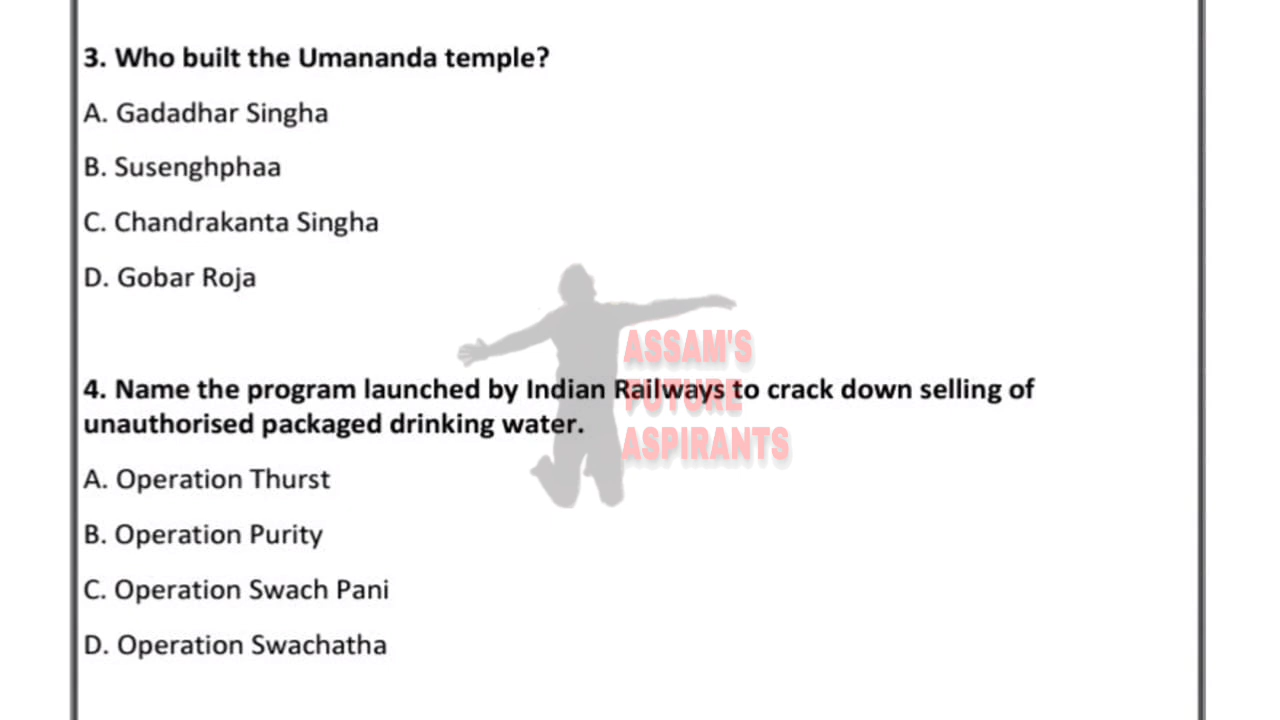 3. Who built the Umananda temple?
A. Gadadhar Singha
B. Susenghphaa
C. Chandrakanta Singha
D. Gobar Roja
ASSAM'S
FUTURE
ASPIRANTS
4. Name the program launched by Indian Railways to crack down selling of
unauthorised packaged drinking water.
A. Operation Thurst
B. Operation Purity
C. Operation Swach Pani
D. Operation Swachatha